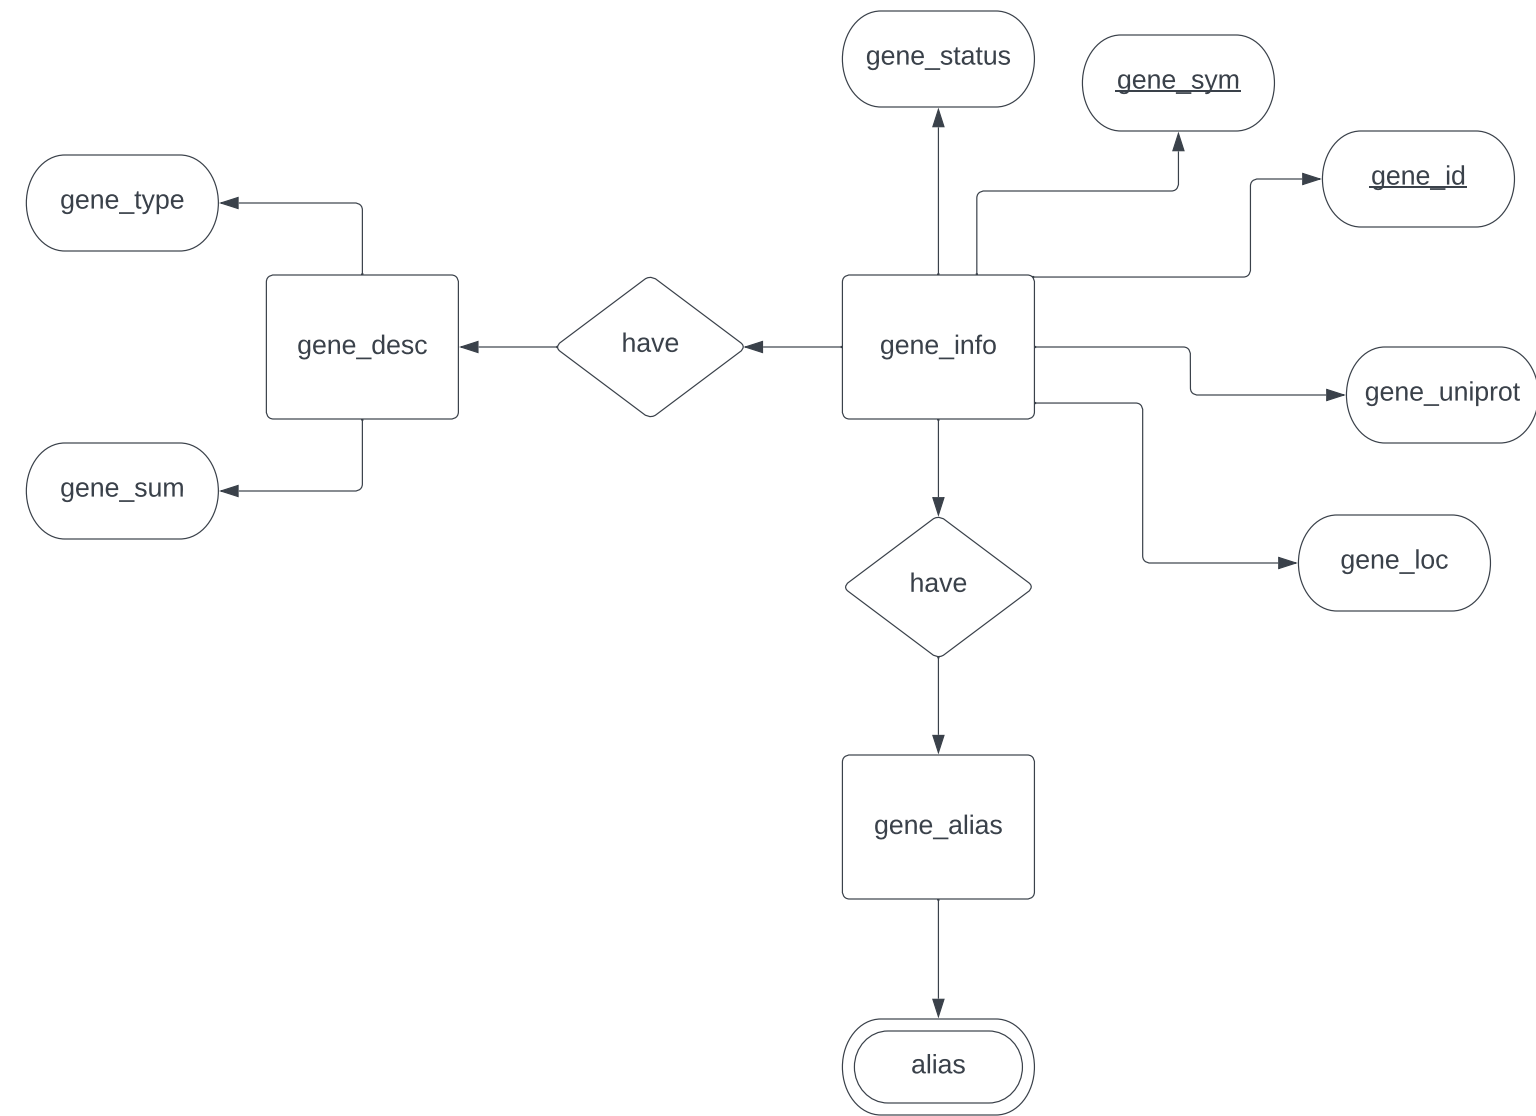 gene_status
gene_sym
gene_id
gene_type
gene_desc
have
gene_info
gene_uniprot
gene_sum
gene_loc
have
gene_alias
alias